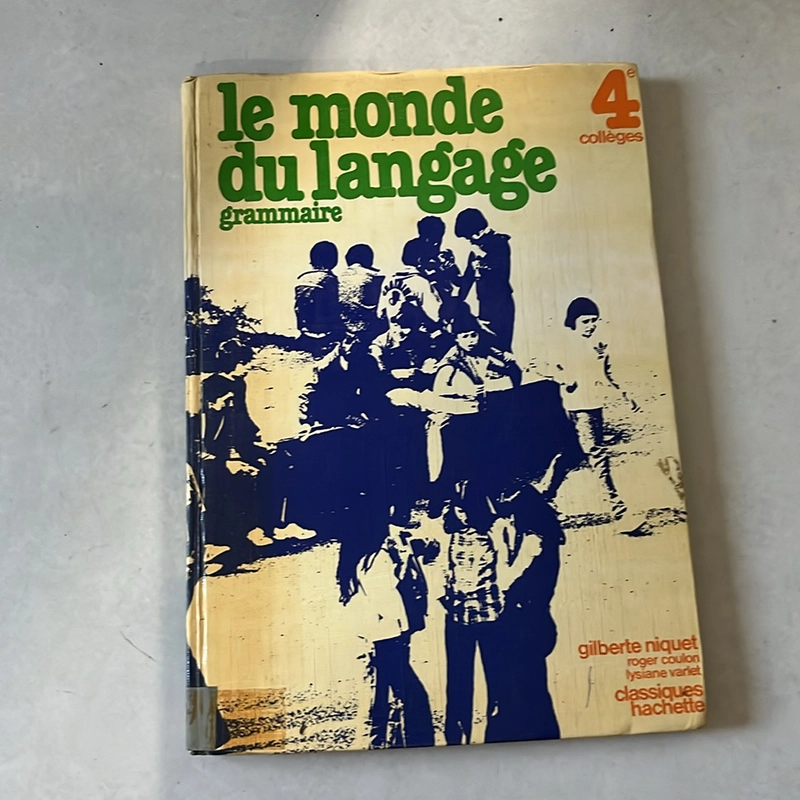 le monde
du langage
grammaire
4e
collèges
gilberte niquet
roger coulon
lysiane varlet
classiques
hachette